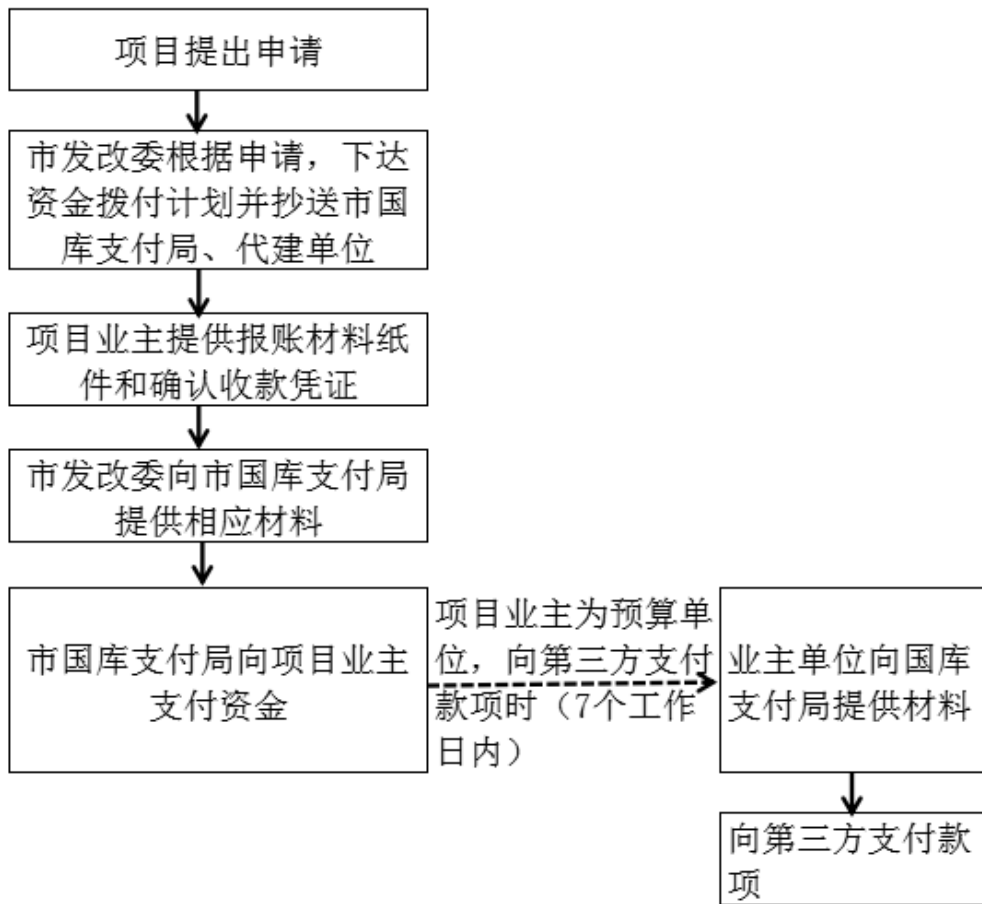 项目提出申请
市发改委根据申请，下达
资金拨付计划并抄送市国
库支付局、代建单位
项目业主提供报账材料纸
件和确认收款凭证
市发改委向市国库支付局
提供相应材料
市国库支付局向项目业主
支付资金
项目业主为预算单
位，向第三方支付
款项时（7个工作
日内）
业主单位向国库
支付局提供材料
向第三方支付款
项